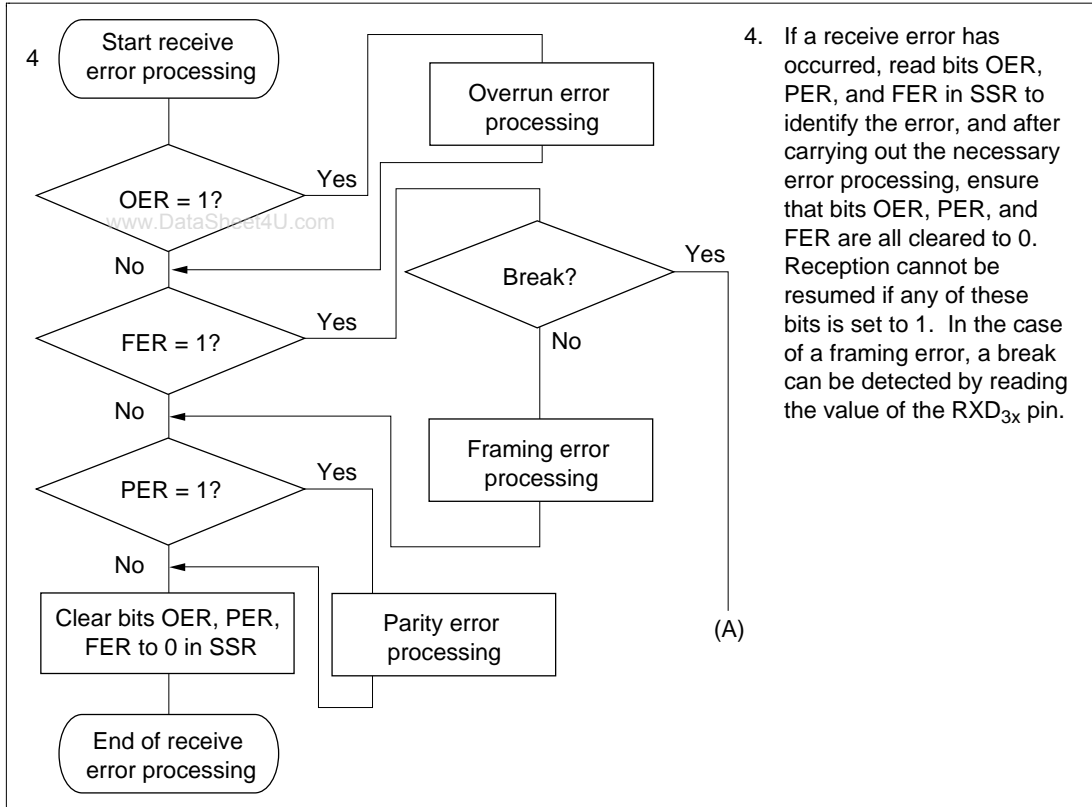 4
Start receive
error processing
Overrun error
processing
OER = 1?
Yes
www.DataSheet4U.com
No
Break?
Yes
FER = 1?
Yes
No
No
Framing error
processing
PER = 1?
Yes
No
Clear bits OER, PER,
FER to 0 in SSR
Parity error
processing
(A)
End of receive
error processing
4. If a receive error has
occurred, read bits OER,
PER, and FER in SSR to
identify the error, and after
carrying out the necessary
error processing, ensure
that bits OER, PER, and
FER are all cleared to 0.
Reception cannot be
resumed if any of these
bits is set to 1. In the case
of a framing error, a break
can be detected by reading
the value of the RXD3x pin.